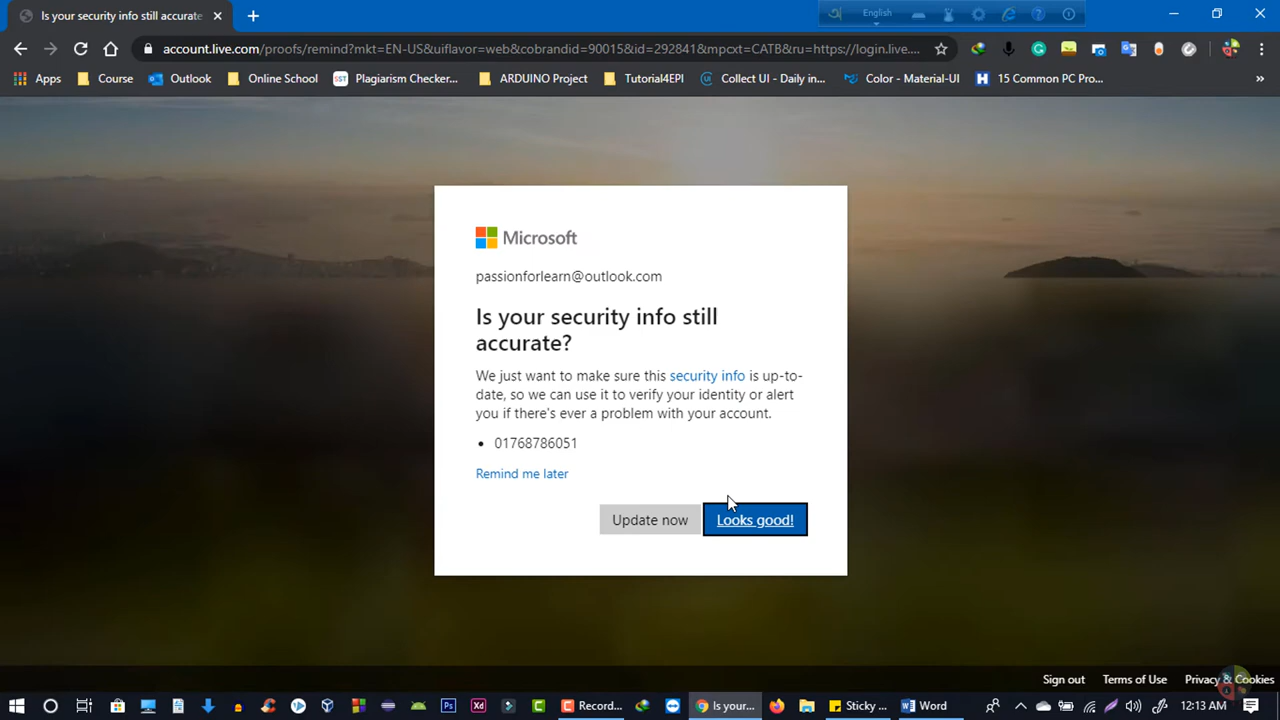 Is your security info still accurate
English
account.live.com/proofs/remind?mkt=EN-US&uiflavor=web&cobrandid=90015&id=292841&mpcxt=CATB&ru=https://login.live....
Apps
Course
Outlook
Online School
SST
Plagiarism Checker...
ARDUINO Project
Tutorial4EPI
Collect UI - Daily in...
Color - Material-UI
H
15 Common PC Pro...
»
Microsoft
passionforlearn@outlook.com
Is your security info still
accurate?
We just want to make sure this security info is up-to-
date, so we can use it to verify your identity or alert
you if there's ever a problem with your account.
• 01768786051
Remind me later
Update now
Looks good!
Sign out
Terms of Use
Privacy & Cookies
Ps
Xd
Record...
Is your...
Sticky ...
Word
12:13 AM